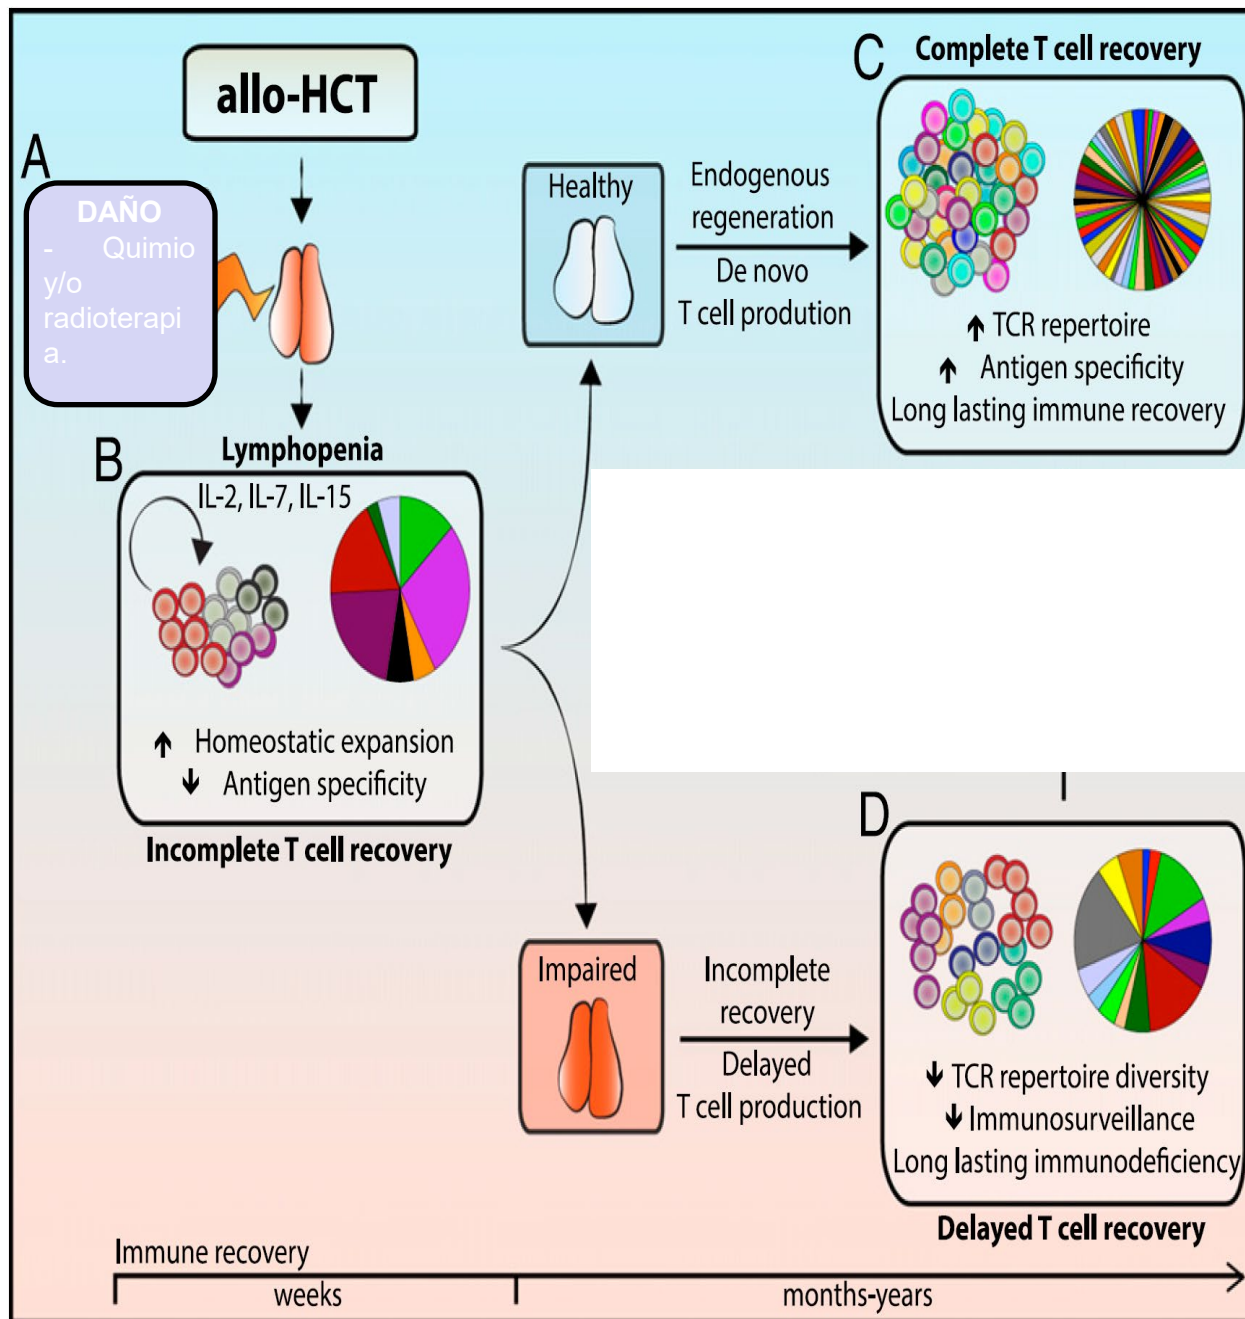 allo-HCT
A
DAÑO
- Quimio
y/o
radioterapi
a.
B
Lymphopenia
IL-2, IL-7, IL-15
↑ Homeostatic expansion
↓ Antigen specificity
Incomplete T cell recovery
Healthy
Endogenous
regeneration
De novo
T cell prodution
C
Complete T cell recovery
↑ TCR repertoire
↑ Antigen specificity
Long lasting immune recovery
Impaired
Incomplete
recovery
Delayed
T cell production
D
↓ TCR repertoire diversity
↓ Immunosurveillance
Long lasting immunodeficiency
Delayed T cell recovery
Immune recovery
weeks
months-years